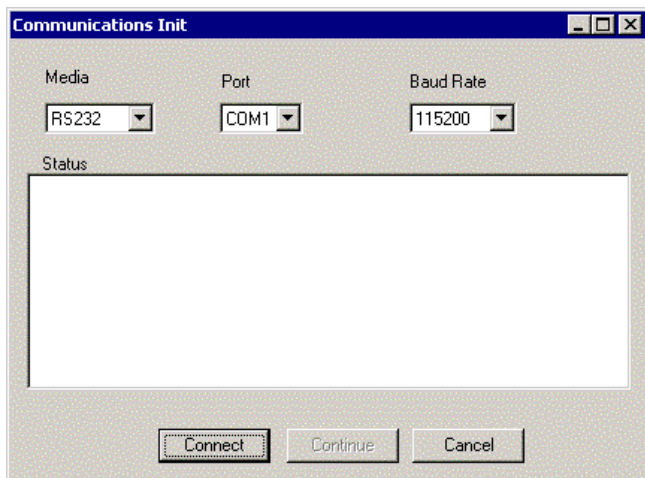 Communications Init
Media Port Baud Rate
RS232 COM1 115200
Status
Connect Continue Cancel